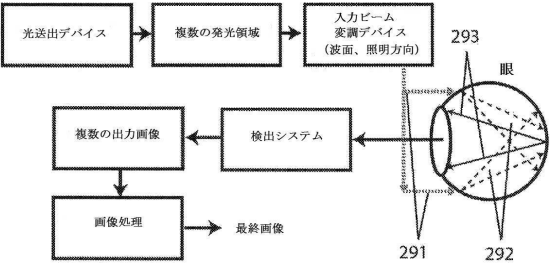 光送出デバイス
複数の発光領域
入力ビーム
変調デバイス
(波面、照明方向)
293
眼
複数の出力画像
検出システム
画像処理
最終画像
291
292